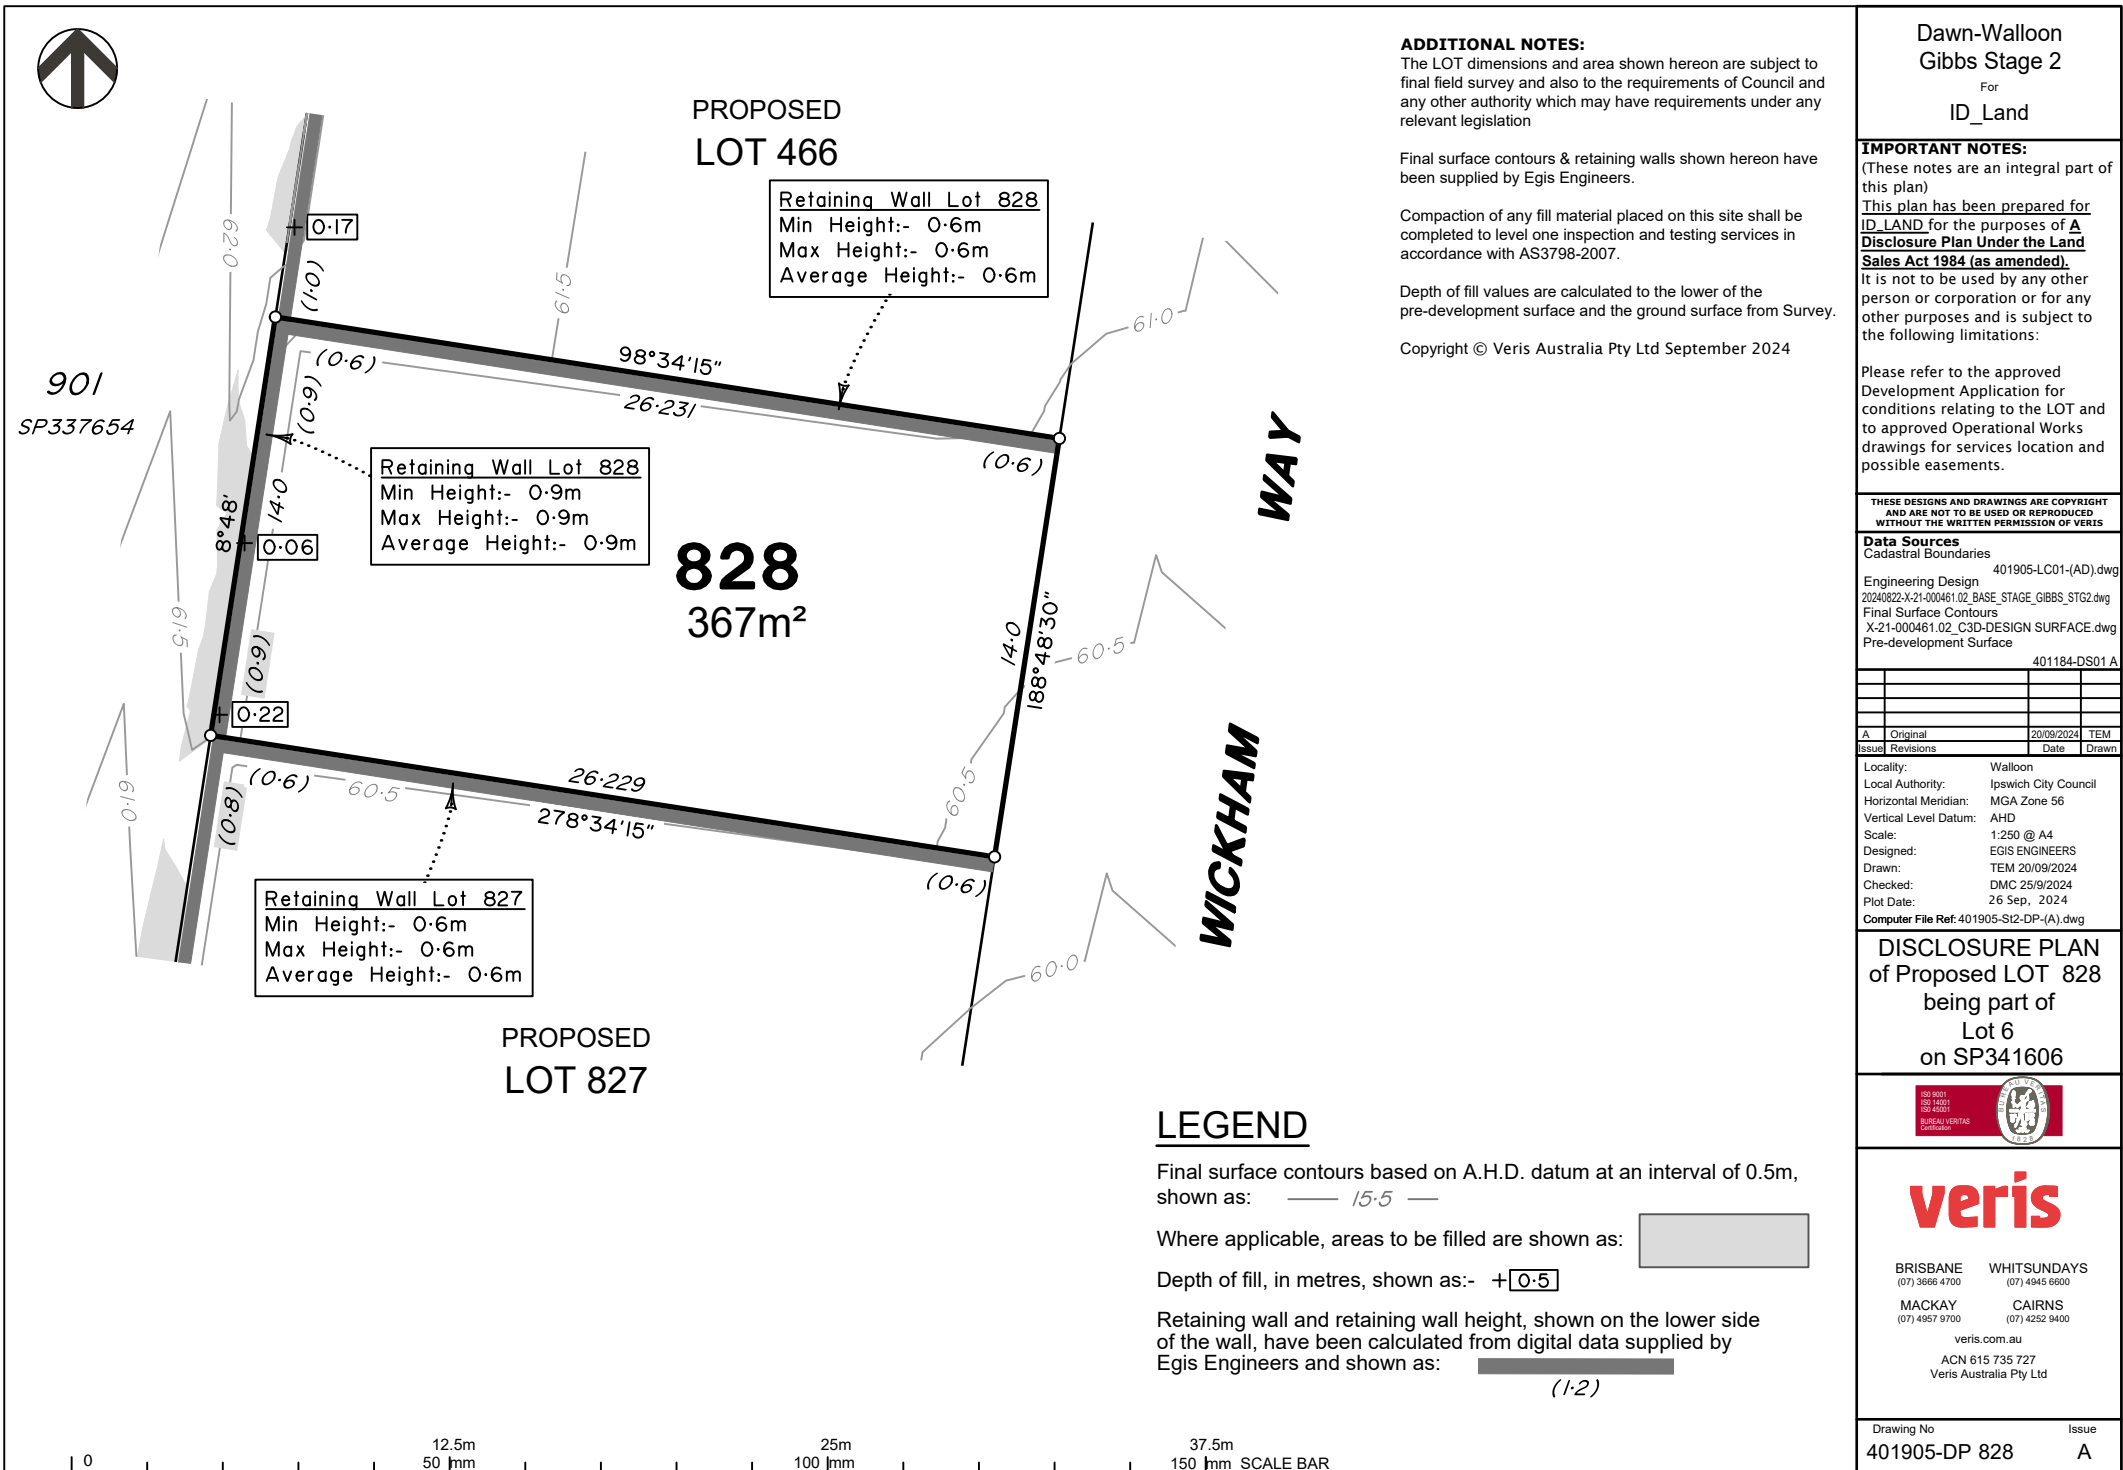 PROPOSED
LOT 466
Retaining Wall Lot 828
Min Height:- 0·6m
Max Height:- 0·6m
Average Height:- 0·6m
62·0
0·17
(1·0)
61·5
61·0
98°34'15"
26·231
(0·6)
(0·9)
(0·6)
901
SP337654
Retaining Wall Lot 828
Min Height:- 0·9m
Max Height:- 0·9m
Average Height:- 0·9m
8°48'
14·0
0·06
61·5
(0·9)
0·22
828
367m²
14·0
188°48'30"
60·5
60·5
WICKHAM WAY
61·0
(0·8)
(0·6)
60·5
26·229
278°34'15"
(0·6)
60·0
Retaining Wall Lot 827
Min Height:- 0·6m
Max Height:- 0·6m
Average Height:- 0·6m
PROPOSED
LOT 827
ADDITIONAL NOTES:
The LOT dimensions and area shown hereon are subject to
final field survey and also to the requirements of Council and
any other authority which may have requirements under any
relevant legislation
Final surface contours & retaining walls shown hereon have
been supplied by Egis Engineers.
Compaction of any fill material placed on this site shall be
completed to level one inspection and testing services in
accordance with AS3798-2007.
Depth of fill values are calculated to the lower of the
pre-development surface and the ground surface from Survey.
Copyright © Veris Australia Pty Ltd September 2024
LEGEND
Final surface contours based on A.H.D. datum at an interval of 0.5m,
shown as: 15·5
Where applicable, areas to be filled are shown as:
Depth of fill, in metres, shown as:- +0·5
Retaining wall and retaining wall height, shown on the lower side
of the wall, have been calculated from digital data supplied by
Egis Engineers and shown as:
(1·2)
12.5m 25m 37.5m
0 50 mm 100 mm 150 mm SCALE BAR
Dawn-Walloon
Gibbs Stage 2
For
ID_Land
IMPORTANT NOTES:
(These notes are an integral part of
this plan)
This plan has been prepared for
ID_LAND for the purposes of A
Disclosure Plan Under the Land
Sales Act 1984 (as amended).
It is not to be used by any other
person or corporation or for any
other purposes and is subject to
the following limitations:
Please refer to the approved
Development Application for
conditions relating to the LOT and
to approved Operational Works
drawings for services location and
possible easements.
THESE DESIGNS AND DRAWINGS ARE COPYRIGHT
AND ARE NOT TO BE USED OR REPRODUCED
WITHOUT THE WRITTEN PERMISSION OF VERIS
Data Sources
Cadastral Boundaries
401905-LC01-(AD).dwg
Engineering Design
20240822-X-21-000461.02_BASE_STAGE_GIBBS_STG2.dwg
Final Surface Contours
X-21-000461.02_C3D-DESIGN SURFACE.dwg
Pre-development Surface
401184-DS01 A
A Original 20/09/2024 TEM
Issue Revisions Date Drawn
Locality: Walloon
Local Authority: Ipswich City Council
Horizontal Meridian: MGA Zone 56
Vertical Level Datum: AHD
Scale: 1:250 @ A4
Designed: EGIS ENGINEERS
Drawn: TEM 20/09/2024
Checked: DMC 25/9/2024
Plot Date: 26 Sep, 2024
Computer File Ref: 401905-St2-DP-(A).dwg
DISCLOSURE PLAN
of Proposed LOT 828
being part of
Lot 6
on SP341606
ISO 9001
ISO 14001
ISO 45001
BUREAU VERITAS
Certification
BUREAU VERITAS
1828
veris
BRISBANE WHITSUNDAYS
(07) 3666 4700 (07) 4945 6600
MACKAY CAIRNS
(07) 4957 9700 (07) 4252 9400
veris.com.au
ACN 615 735 727
Veris Australia Pty Ltd
Drawing No Issue
401905-DP 828 A